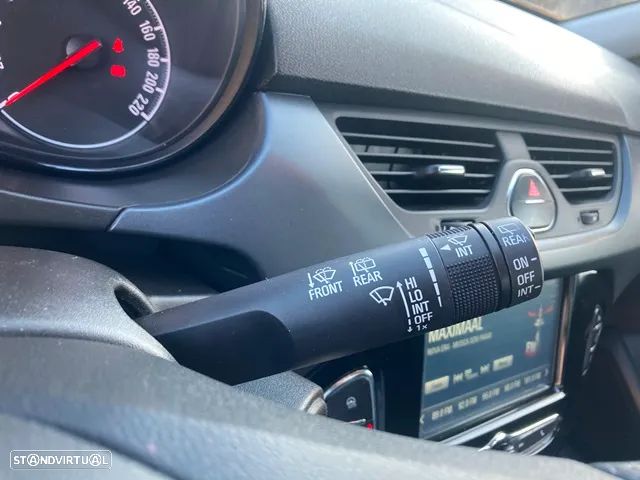 140
160
180
200
220
FRONT
REAR
HI
LO
INT
OFF
1x
INT
REAR
ON
OFF
INT
MAXIMAAL
STANDVIRTUAL